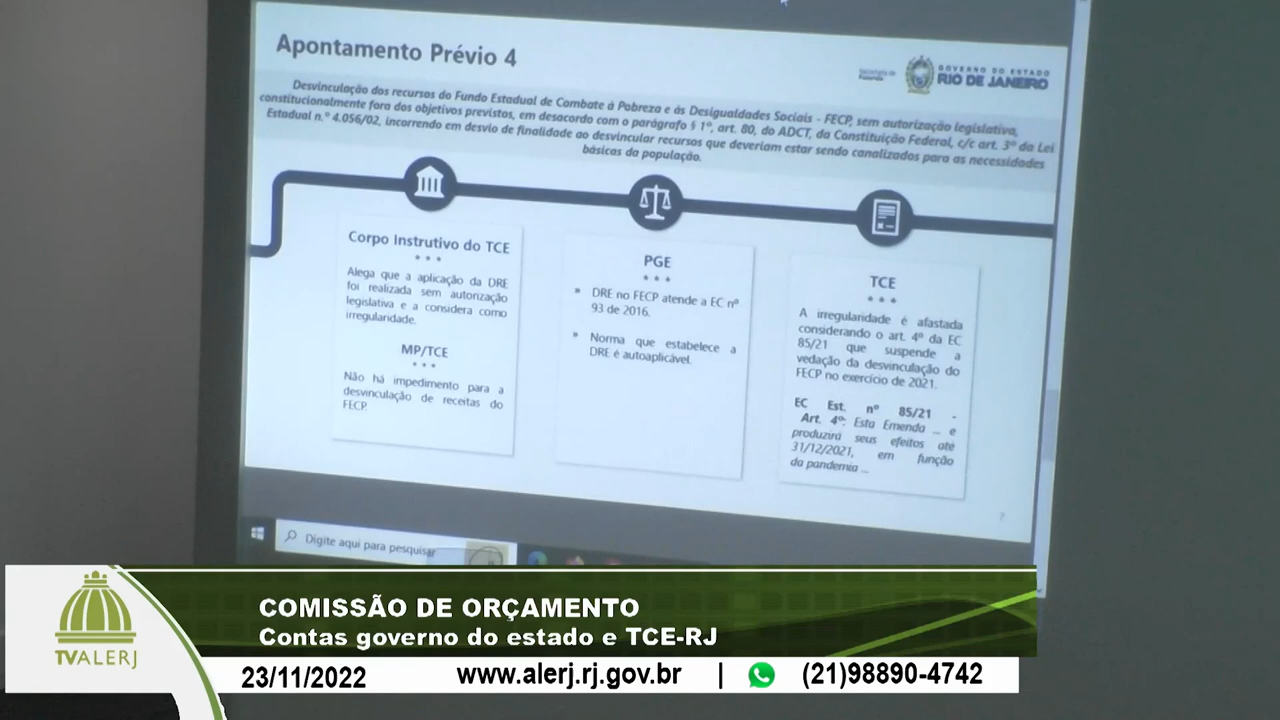 Apontamento Prévio 4
Secretaria de
Fazenda
GOVERNO DO ESTADO
RIO DE JANEIRO
Desvinculação dos recursos do Fundo Estadual de Combate à Pobreza e às Desigualdades Sociais - FECP, sem autorização legislativa,
constitucionalmente fora dos objetivos previstos, em desacordo com o parágrafo § 1º, art. 80, do ADCT, da Constituição Federal, c/c art. 3º da Lei
Estadual n.º 4.056/02, incorrendo em desvio de finalidade ao desvincular recursos que deveriam estar sendo canalizados para as necessidades
básicas da população.
Corpo Instrutivo do TCE
Alega que a aplicação da DRE
foi realizada sem autorização
legislativa e a considera como
irregularidade.
MP/TCE
Não há impedimento para a
desvinculação de receitas do
FECP.
PGE
» DRE no FECP atende a EC nº
93 de 2016.
» Norma que estabelece a
DRE é autoaplicável.
TCE
A irregularidade é afastada
considerando o art. 4º da EC
85/21 que suspende a
vedação da desvinculação do
FECP no exercício de 2021.
EC Est. nº 85/21 -
Art. 4º: Esta Emenda ... e
produzirá seus efeitos até
31/12/2021, em função
da pandemia ...
7
Digite aqui para pesquisar
COMISSÃO DE ORÇAMENTO
Contas governo do estado e TCE-RJ
TVALERJ
23/11/2022 www.alerj.rj.gov.br | (21)98890-4742